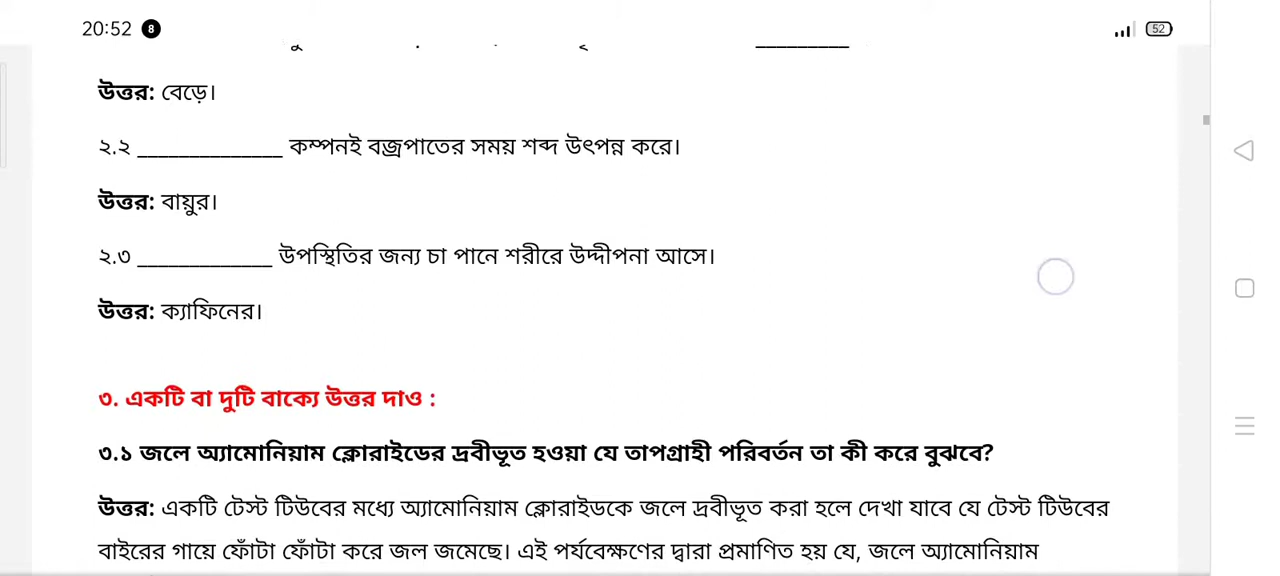 20:52 8 52
উত্তর: বেড়ে।
২.২ ______________ কম্পনই বজ্রপাতের সময় শব্দ উৎপন্ন করে।
উত্তর: বায়ুর।
২.৩ _____________ উপস্থিতির জন্য চা পানে শরীরে উদ্দীপনা আসে।
উত্তর: ক্যাফিনের।
৩. একটি বা দুটি বাক্যে উত্তর দাও :
৩.১ জলে অ্যামোনিয়াম ক্লোরাইডের দ্রবীভূত হওয়া যে তাপগ্রাহী পরিবর্তন তা কী করে বুঝবে?
উত্তর: একটি টেস্ট টিউবের মধ্যে অ্যামোনিয়াম ক্লোরাইডকে জলে দ্রবীভূত করা হলে দেখা যাবে যে টেস্ট টিউবের
বাইরের গায়ে ফোঁটা ফোঁটা করে জল জমেছে। এই পর্যবেক্ষণের দ্বারা প্রমাণিত হয় যে, জলে অ্যামোনিয়াম